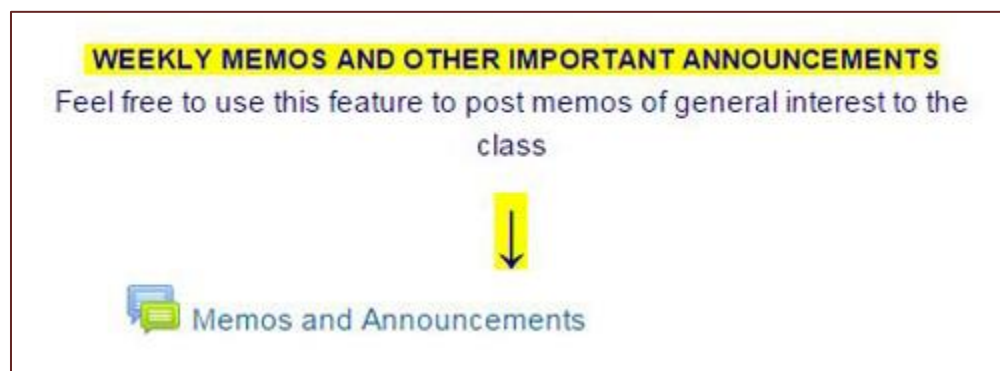 WEEKLY MEMOS AND OTHER IMPORTANT ANNOUNCEMENTS
Feel free to use this feature to post memos of general interest to the
class
↓
Memos and Announcements